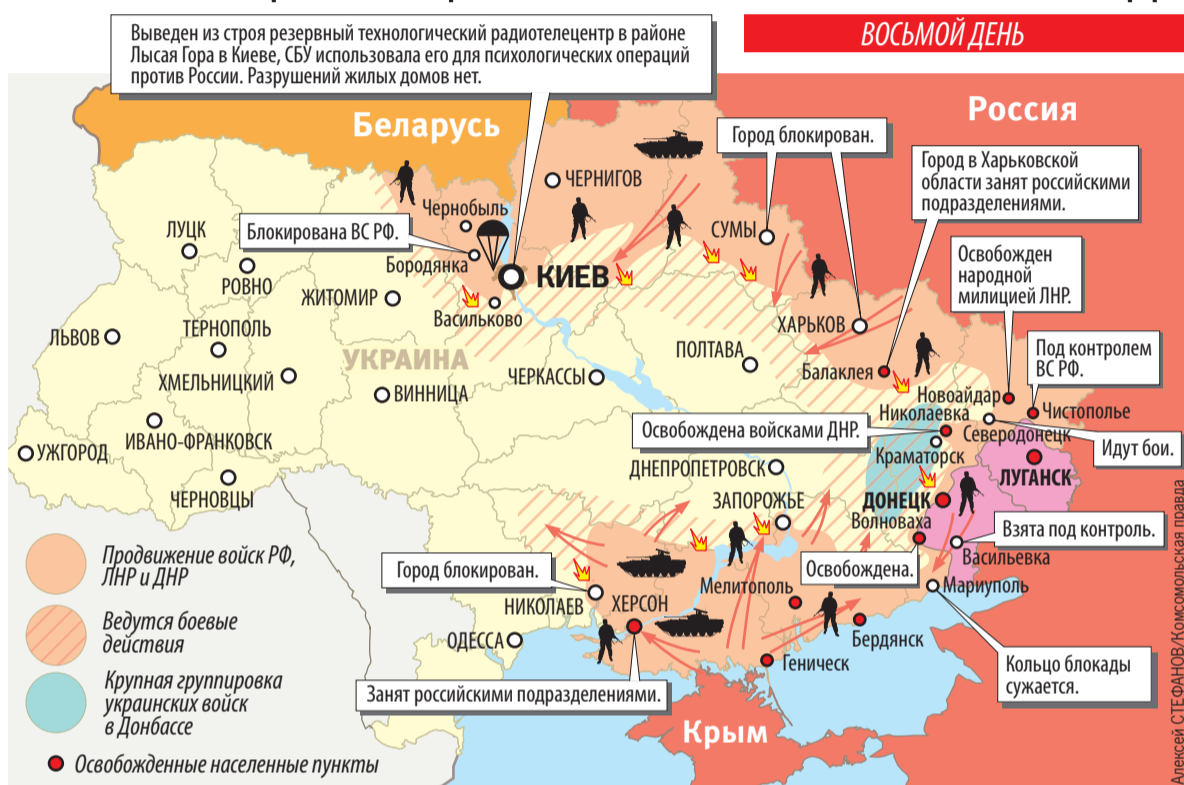 Выведен из строя резервный технологический радиотелецентр в районе
Лысая Гора в Киеве, СБУ использовала его для психологических операций
против России. Разрушений жилых домов нет.
ВОСЬМОЙ ДЕНЬ
Беларусь
Россия
Город блокирован.
Город в Харьковской
области занят российскими
подразделениями.
ЧЕРНИГОВ
Чернобыль
СУМЫ
ЛУЦК
Блокирована ВС РФ.
Бородянка
КИЕВ
Освобожден
народной
милицией ЛНР.
РОВНО
ЖИТОМИР
Васильково
ХАРЬКОВ
ЛЬВОВ
ТЕРНОПОЛЬ
УКРАИНА
ПОЛТАВА
Под контролем
ВС РФ.
ХМЕЛЬНИЦКИЙ
ЧЕРКАССЫ
Балаклея
ВИННИЦА
Новоайдар
Николаевка
Чистополье
ИВАНО-ФРАНКОВСК
Освобождена войсками ДНР.
Северодонецк
Идут бои.
УЖГОРОД
Краматорск
ДНЕПРОПЕТРОВСК
ЛУГАНСК
ЧЕРНОВЦЫ
ЗАПОРОЖЬЕ
ДОНЕЦК
Волноваха
Взята под контроль.
Васильевка
Продвижение войск РФ,
ЛНР и ДНР
Город блокирован.
Освобождена.
Мелитополь
Мариуполь
НИКОЛАЕВ
ХЕРСОН
Ведутся боевые
действия
ОДЕССА
Бердянск
Геническ
Кольцо блокады
сужается.
Крупная группировка
украинских войск
в Донбассе
Занят российскими подразделениями.
Крым
Освобожденные населенные пункты
Алексей СТЕФАНОВ/Комсомольская правда